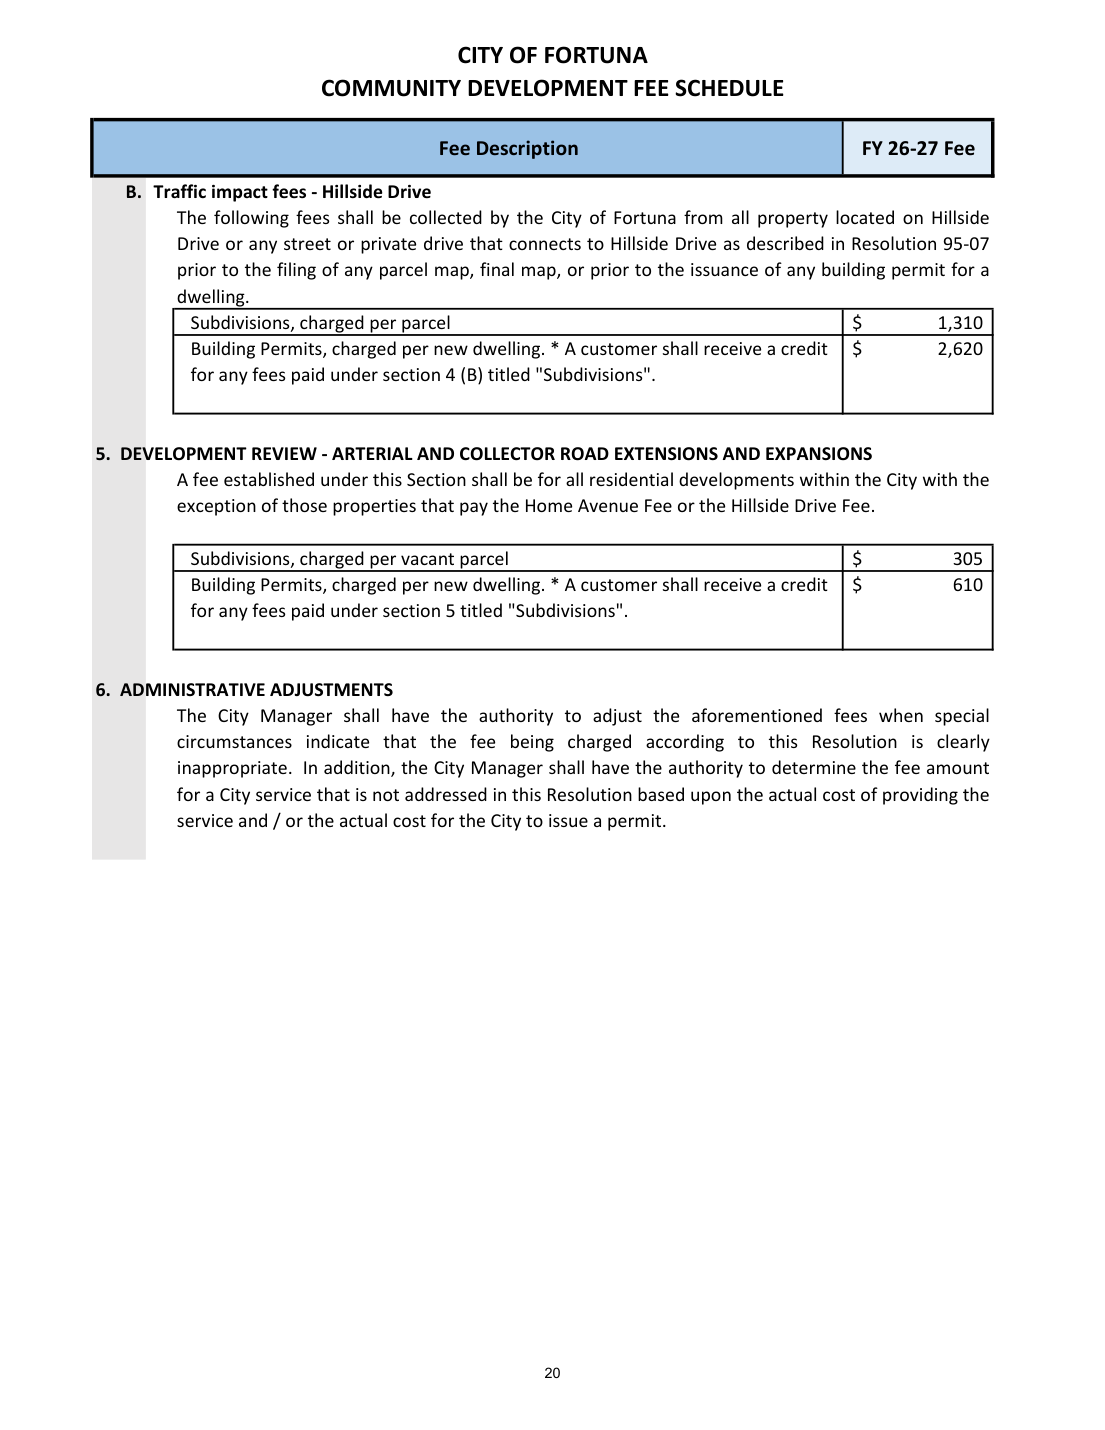 CITY OF FORTUNA
COMMUNITY DEVELOPMENT FEE SCHEDULE
Fee Description FY 26-27 Fee
B. Traffic impact fees - Hillside Drive
The following fees shall be collected by the City of Fortuna from all property located on Hillside
Drive or any street or private drive that connects to Hillside Drive as described in Resolution 95-07
prior to the filing of any parcel map, final map, or prior to the issuance of any building permit for a
dwelling.
Subdivisions, charged per parcel $ 1,310
Building Permits, charged per new dwelling. * A customer shall receive a credit $ 2,620
for any fees paid under section 4 (B) titled "Subdivisions".
5. DEVELOPMENT REVIEW - ARTERIAL AND COLLECTOR ROAD EXTENSIONS AND EXPANSIONS
A fee established under this Section shall be for all residential developments within the City with the
exception of those properties that pay the Home Avenue Fee or the Hillside Drive Fee.
Subdivisions, charged per vacant parcel $ 305
Building Permits, charged per new dwelling. * A customer shall receive a credit $ 610
for any fees paid under section 5 titled "Subdivisions".
6. ADMINISTRATIVE ADJUSTMENTS
The City Manager shall have the authority to adjust the aforementioned fees when special
circumstances indicate that the fee being charged according to this Resolution is clearly
inappropriate. In addition, the City Manager shall have the authority to determine the fee amount
for a City service that is not addressed in this Resolution based upon the actual cost of providing the
service and / or the actual cost for the City to issue a permit.
20